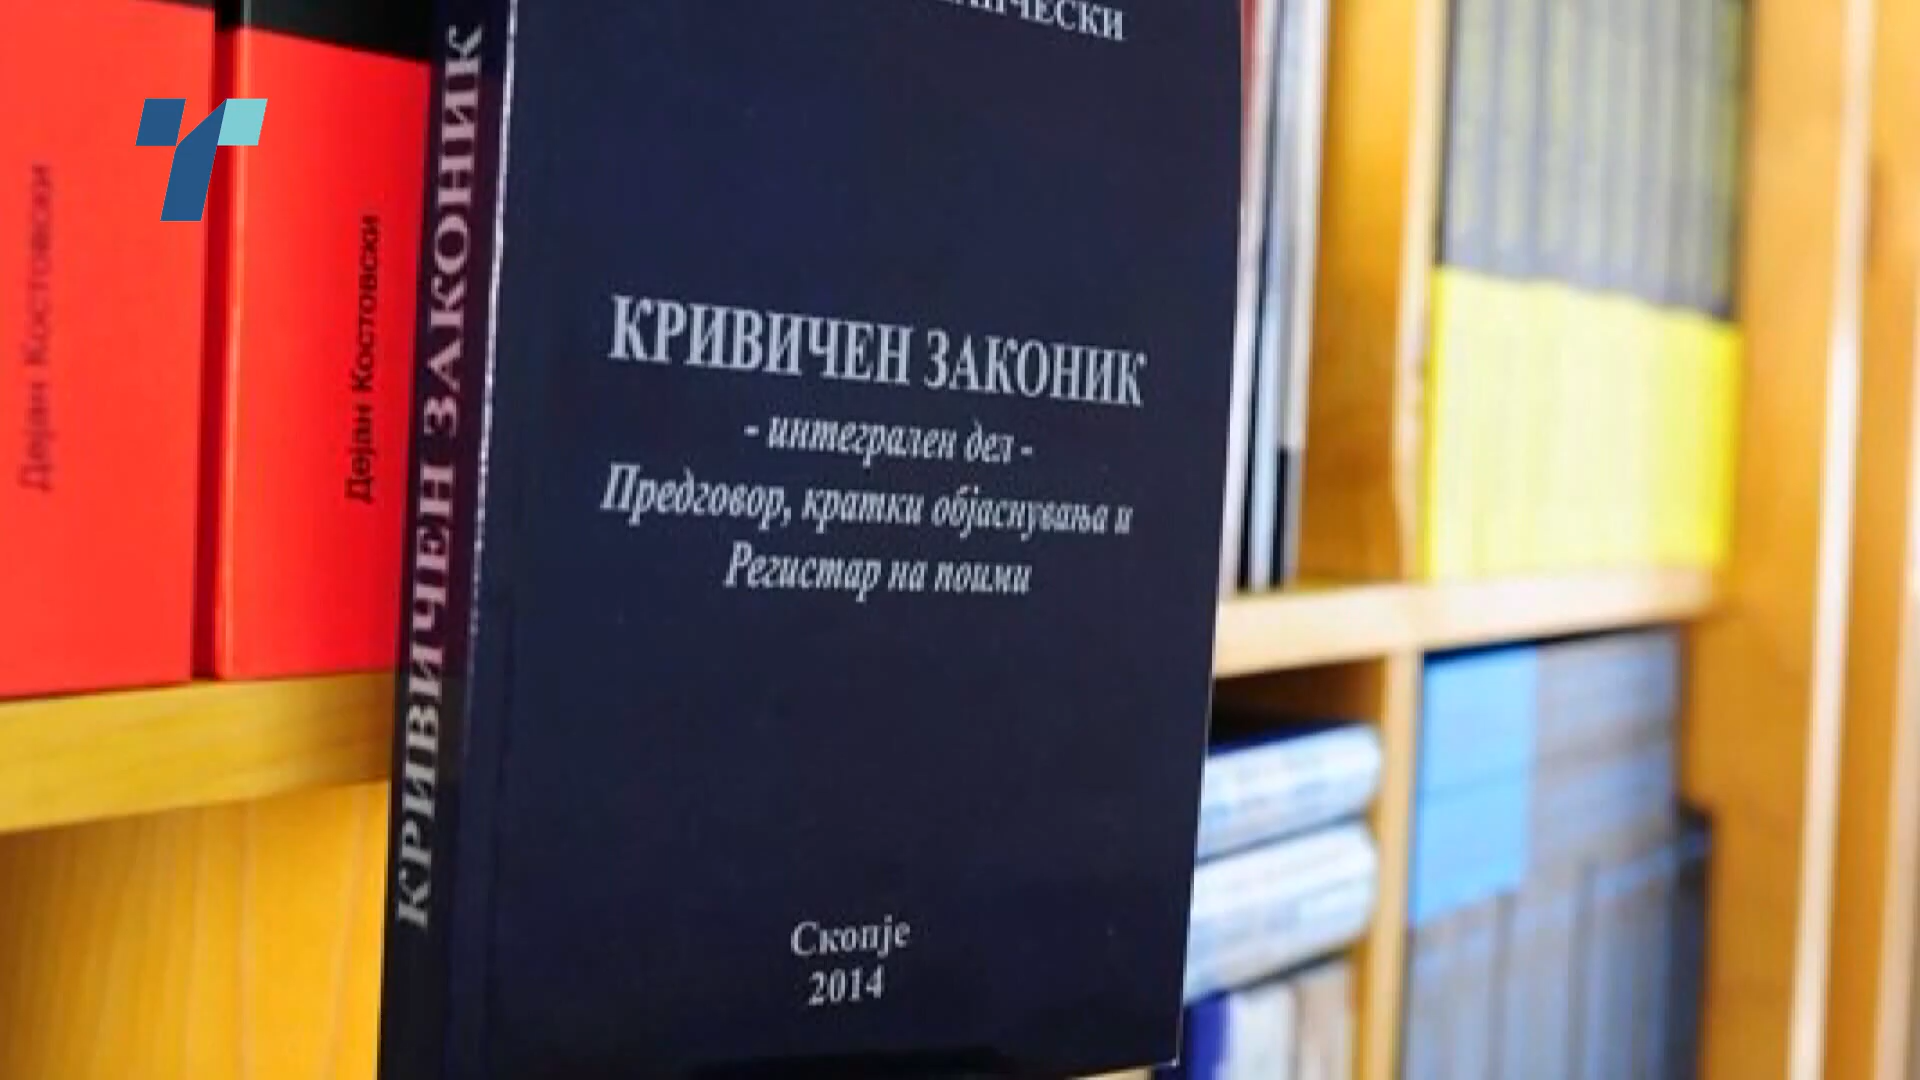 Дејан Костовски
Дејан Костовски
КРИВИЧЕН ЗАКОНИК
КРИВИЧЕН ЗАКОНИК
- интегрален дел -
Предговор, кратки објаснувања и
Регистар на поими
Скопје
2014